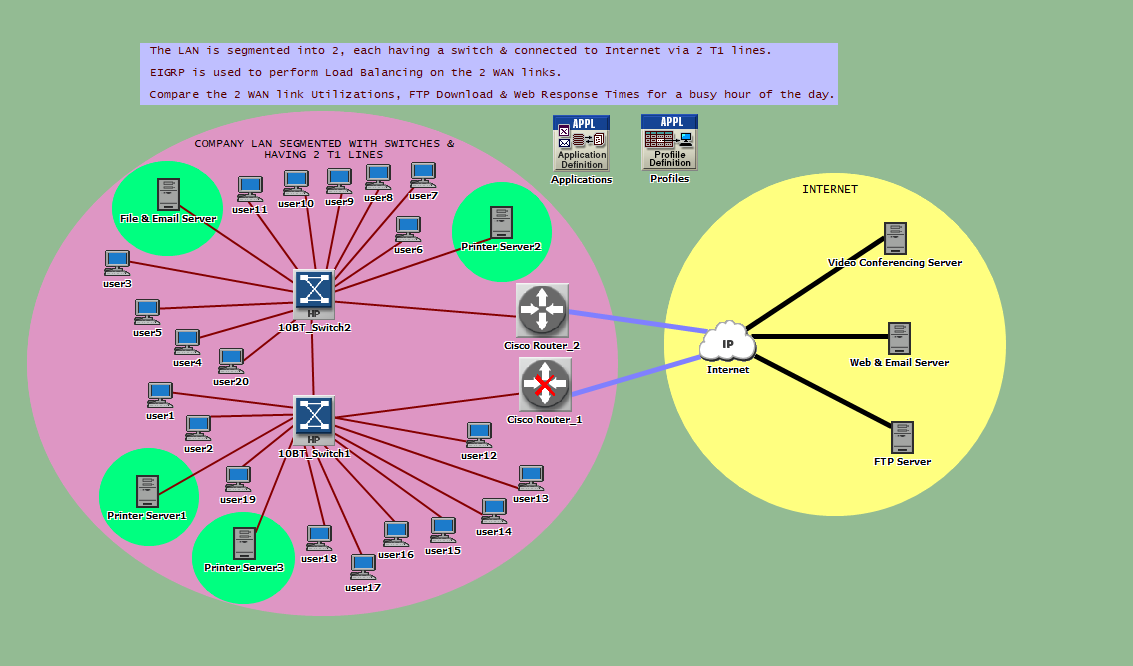 The LAN is segmented into 2, each having a switch & connected to Internet via 2 T1 lines.
EIGRP is used to perform Load Balancing on the 2 WAN links.
Compare the 2 WAN link Utilizations, FTP Download & Web Response Times for a busy hour of the day.
COMPANY LAN SEGMENTED WITH SWITCHES &
HAVING 2 T1 LINES
APPL
Application
Definition
Applications
APPL
Profile
Definition
Profiles
INTERNET
File & Email Server
user11
user10
user9
user8
user7
user6
Printer Server2
user3
HP
10BT_Switch2
user5
user4
user20
Cisco Router_2
Cisco Router_1
user1
user2
HP
10BT_Switch1
user12
user19
user13
Printer Server1
user14
user15
user16
user18
user17
Printer Server3
IP
Internet
Video Conferencing Server
Web & Email Server
FTP Server